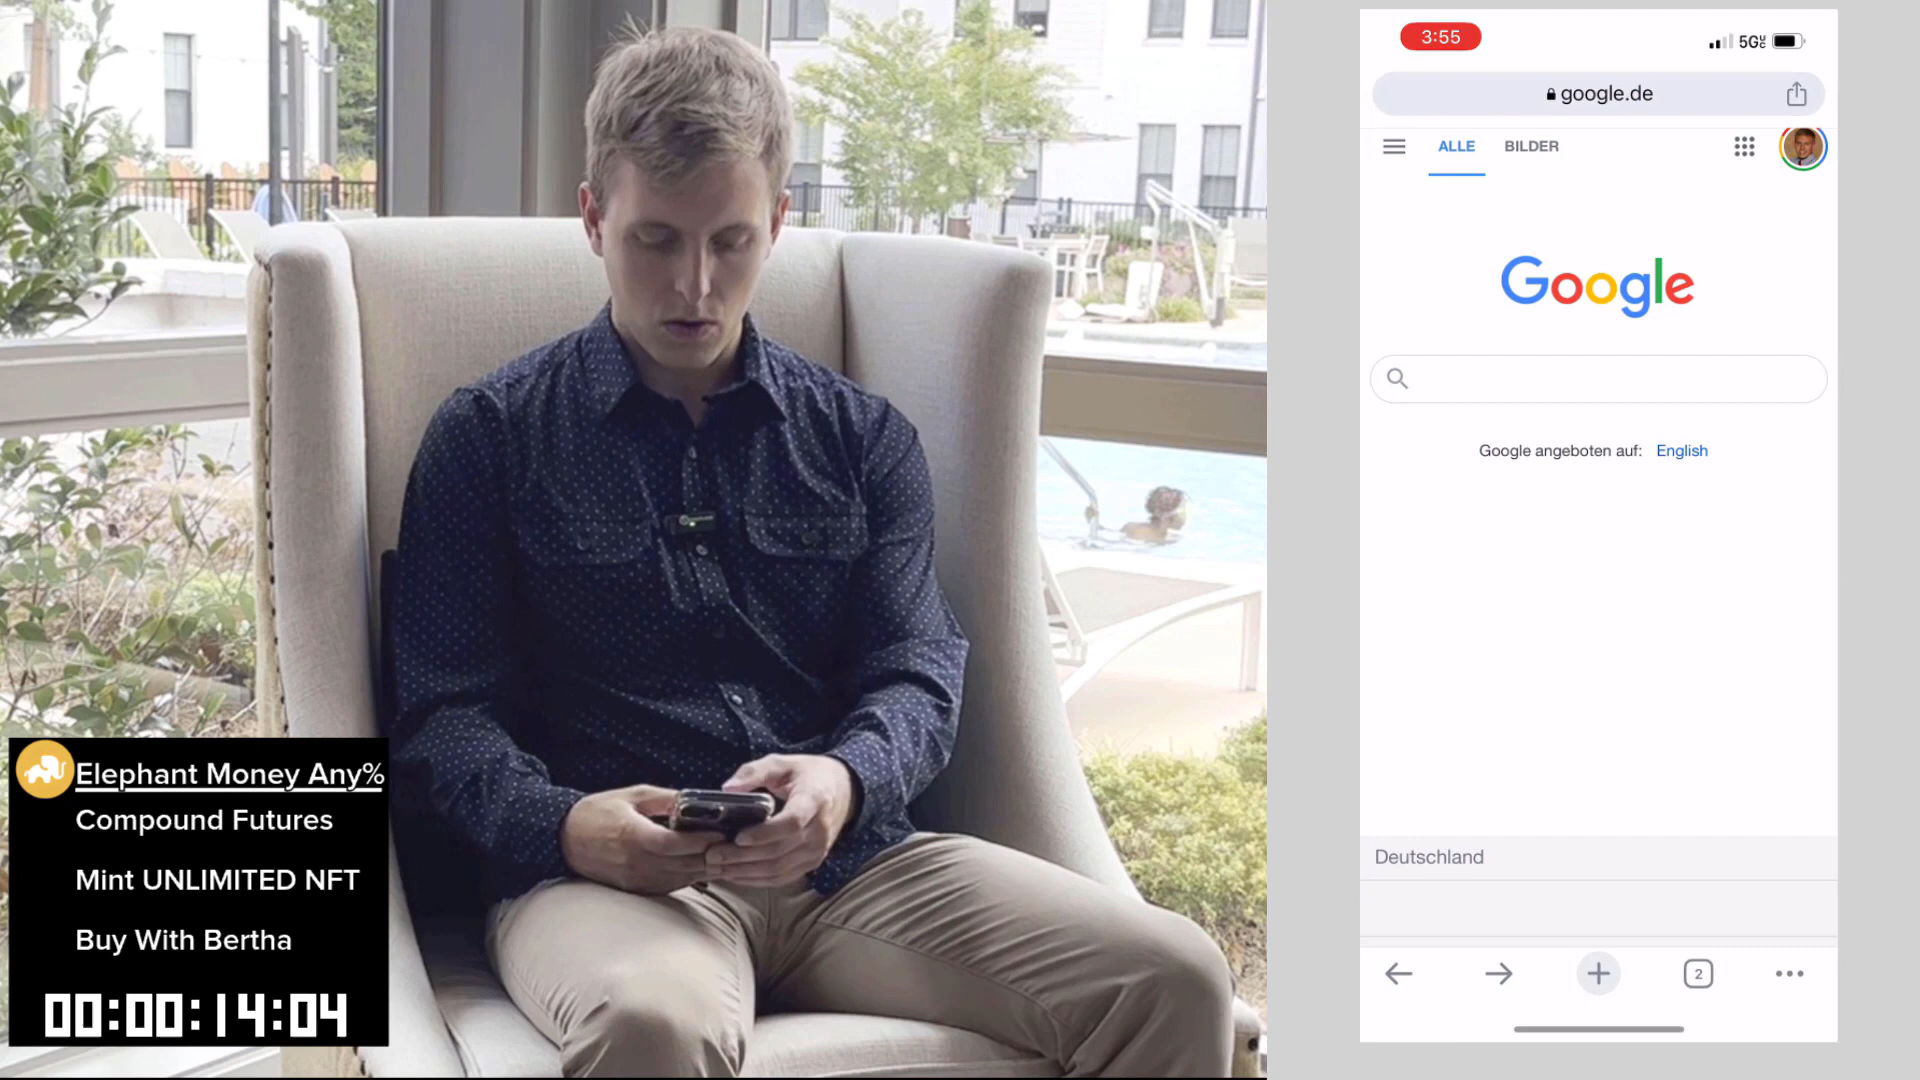 Elephant Money Any%
Compound Futures
Mint UNLIMITED NFT
Buy With Bertha
00:00:14:04
3:55
5G
google.de
ALLE
BILDER
Google
Google angeboten auf: English
Deutschland
2